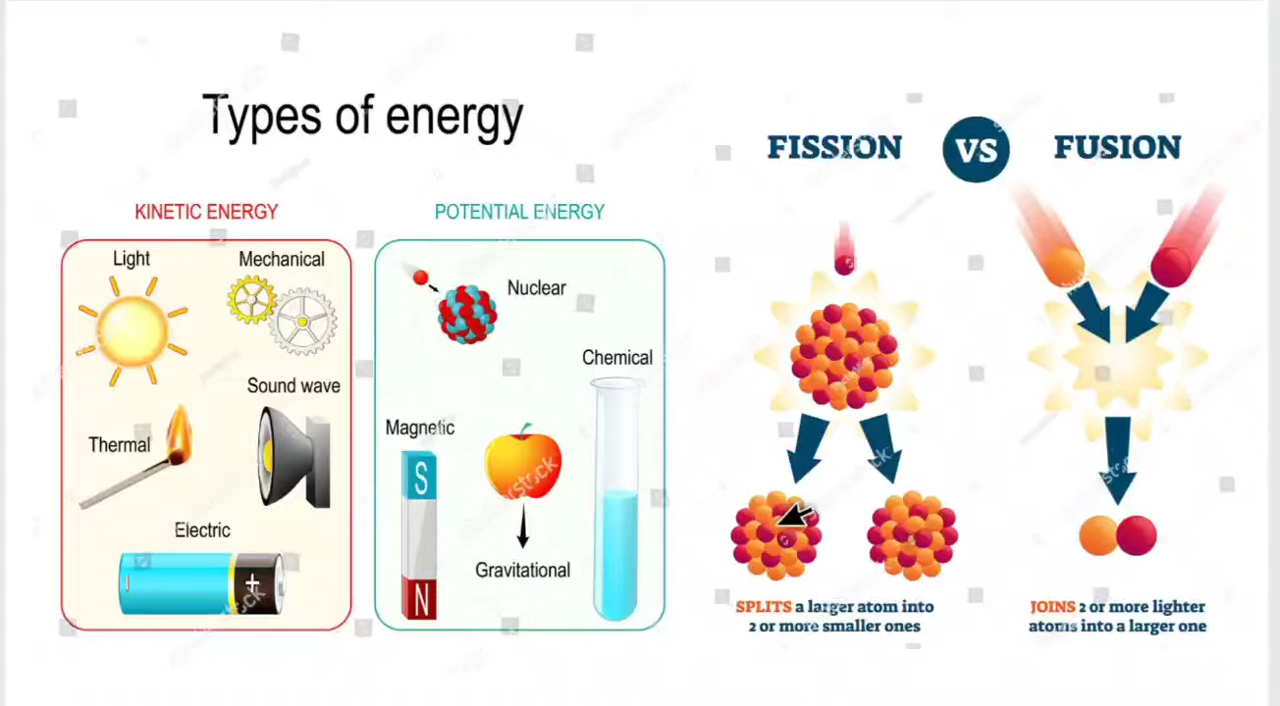 Types of energy
KINETIC ENERGY
Light
Mechanical
Sound wave
Thermal
Electric
+
POTENTIAL ENERGY
Nuclear
Chemical
Magnetic
S
N
Gravitational
FISSION VS FUSION
SPLITS a larger atom into
2 or more smaller ones
JOINS 2 or more lighter
atoms into a larger one